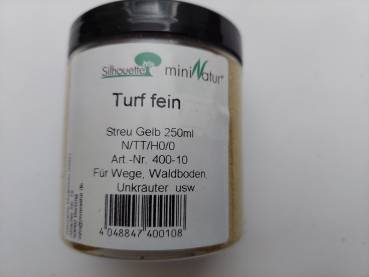 Silhouette miniNatur®
Turf fein
Streu Gelb 250ml
N/TT/H0/0
Art.-Nr. 400-10
Für Wege, Waldboden,
Unkräuter usw.
4 048847 400108